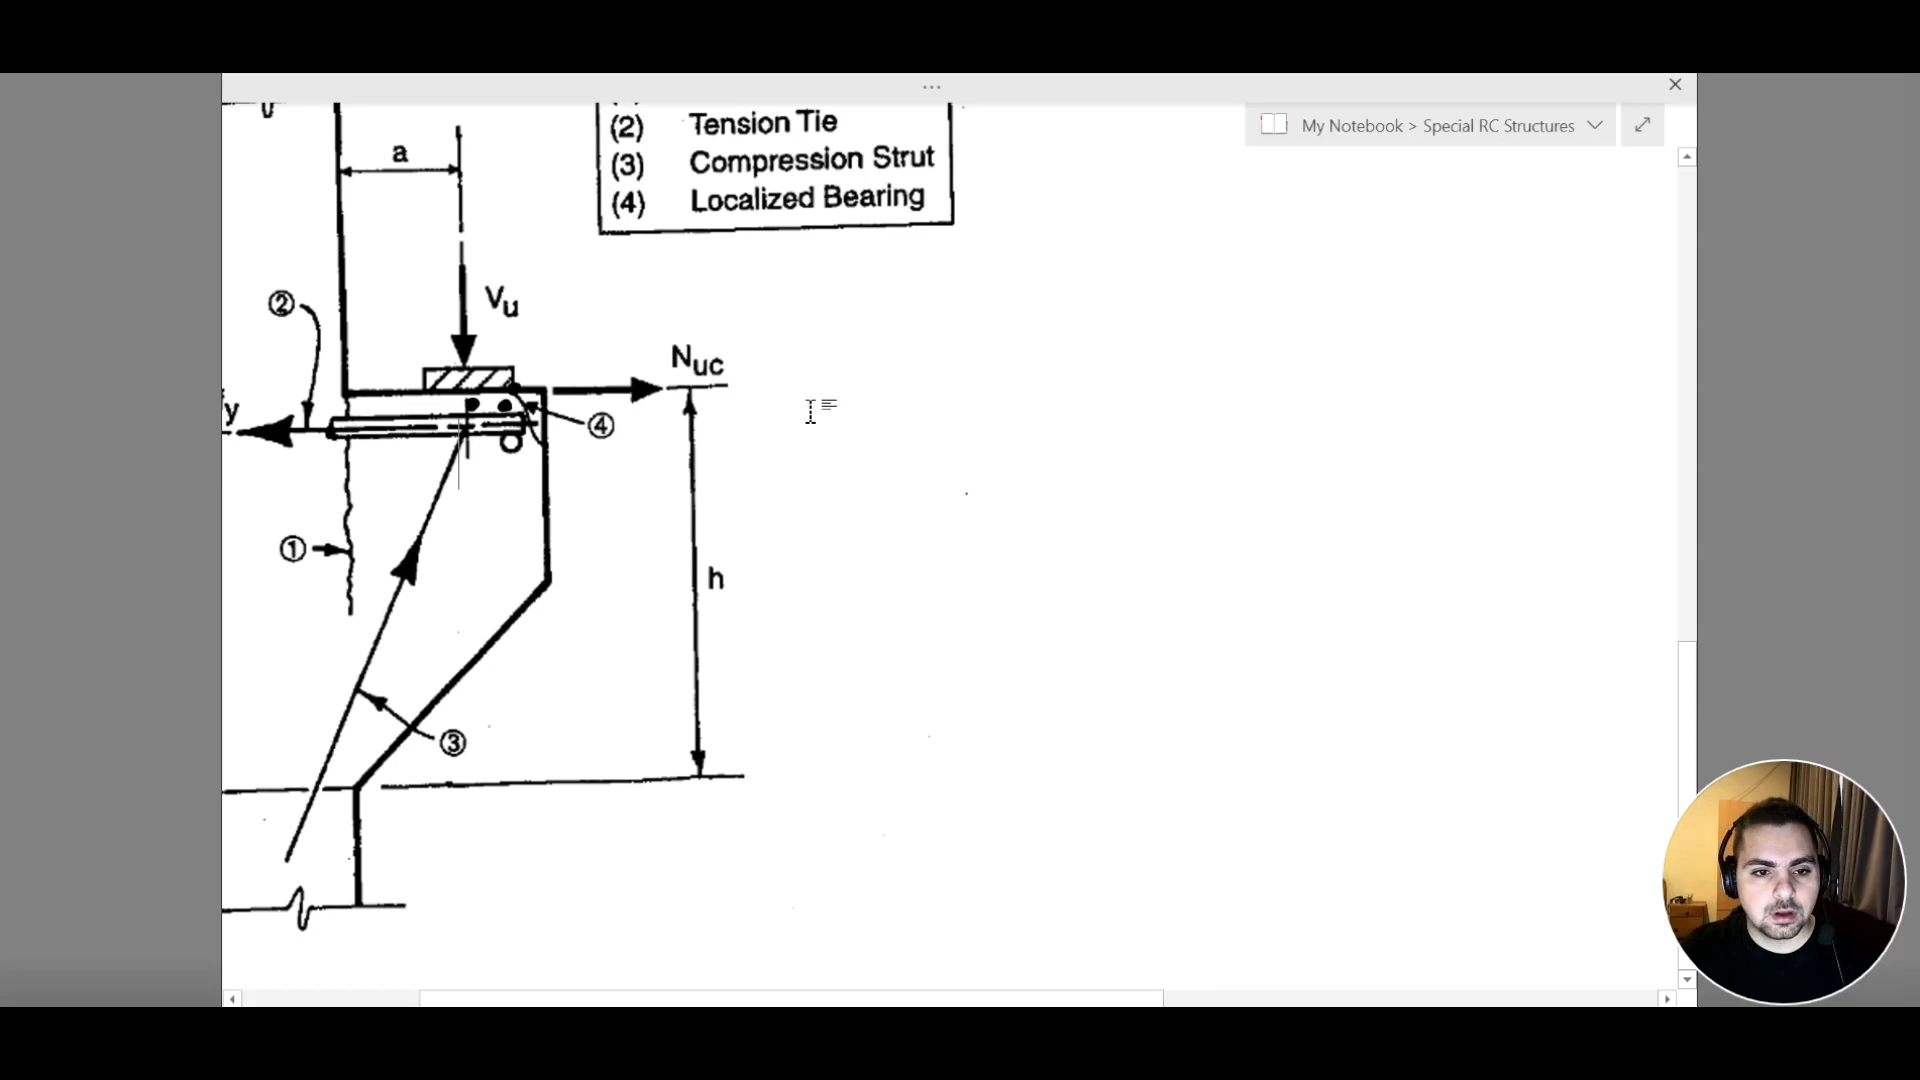 ...
My Notebook > Special RC Structures
(2) Tension Tie
(3) Compression Strut
(4) Localized Bearing
a
Vu
②
Nuc
y
④
①
h
③